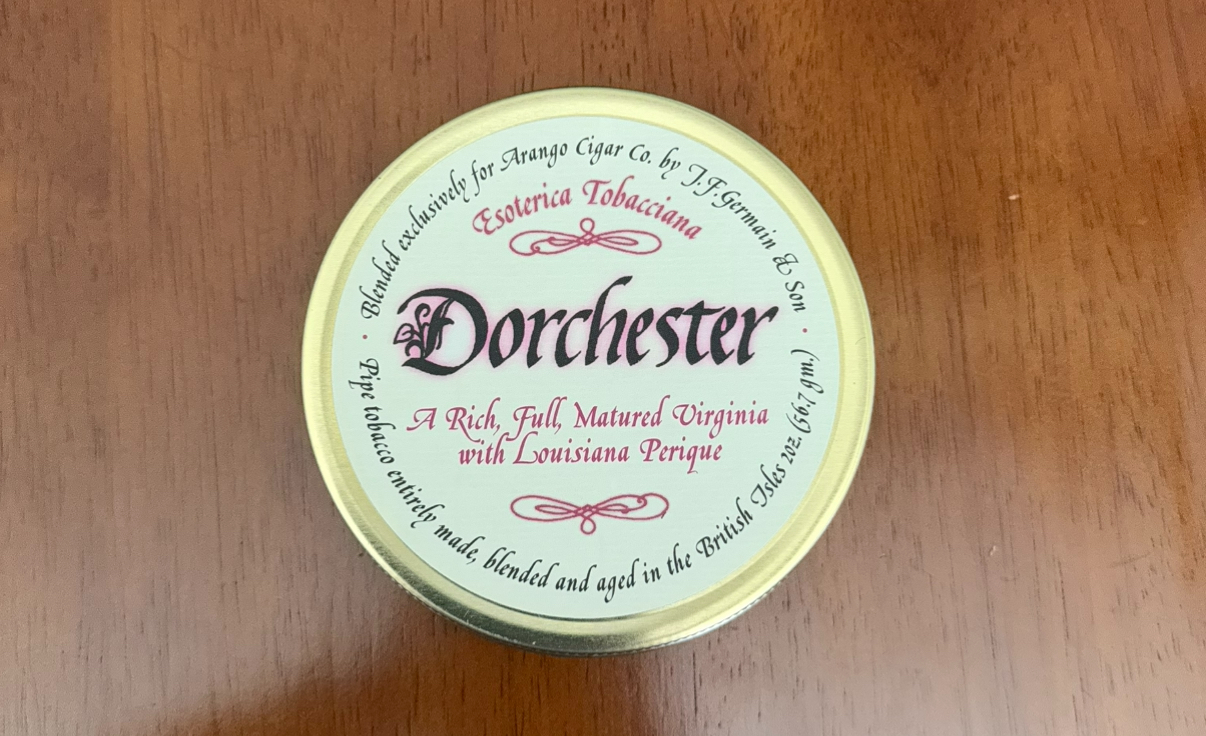 Blended exclusively for Arango Cigar Co. by J.F.Germain & Son
Esoterica Tobacciana
Dorchester
A Rich, Full, Matured Virginia
with Louisiana Perique
Pipe tobacco entirely made, blended and aged in the British Isles 2oz.(56.7 gm.)